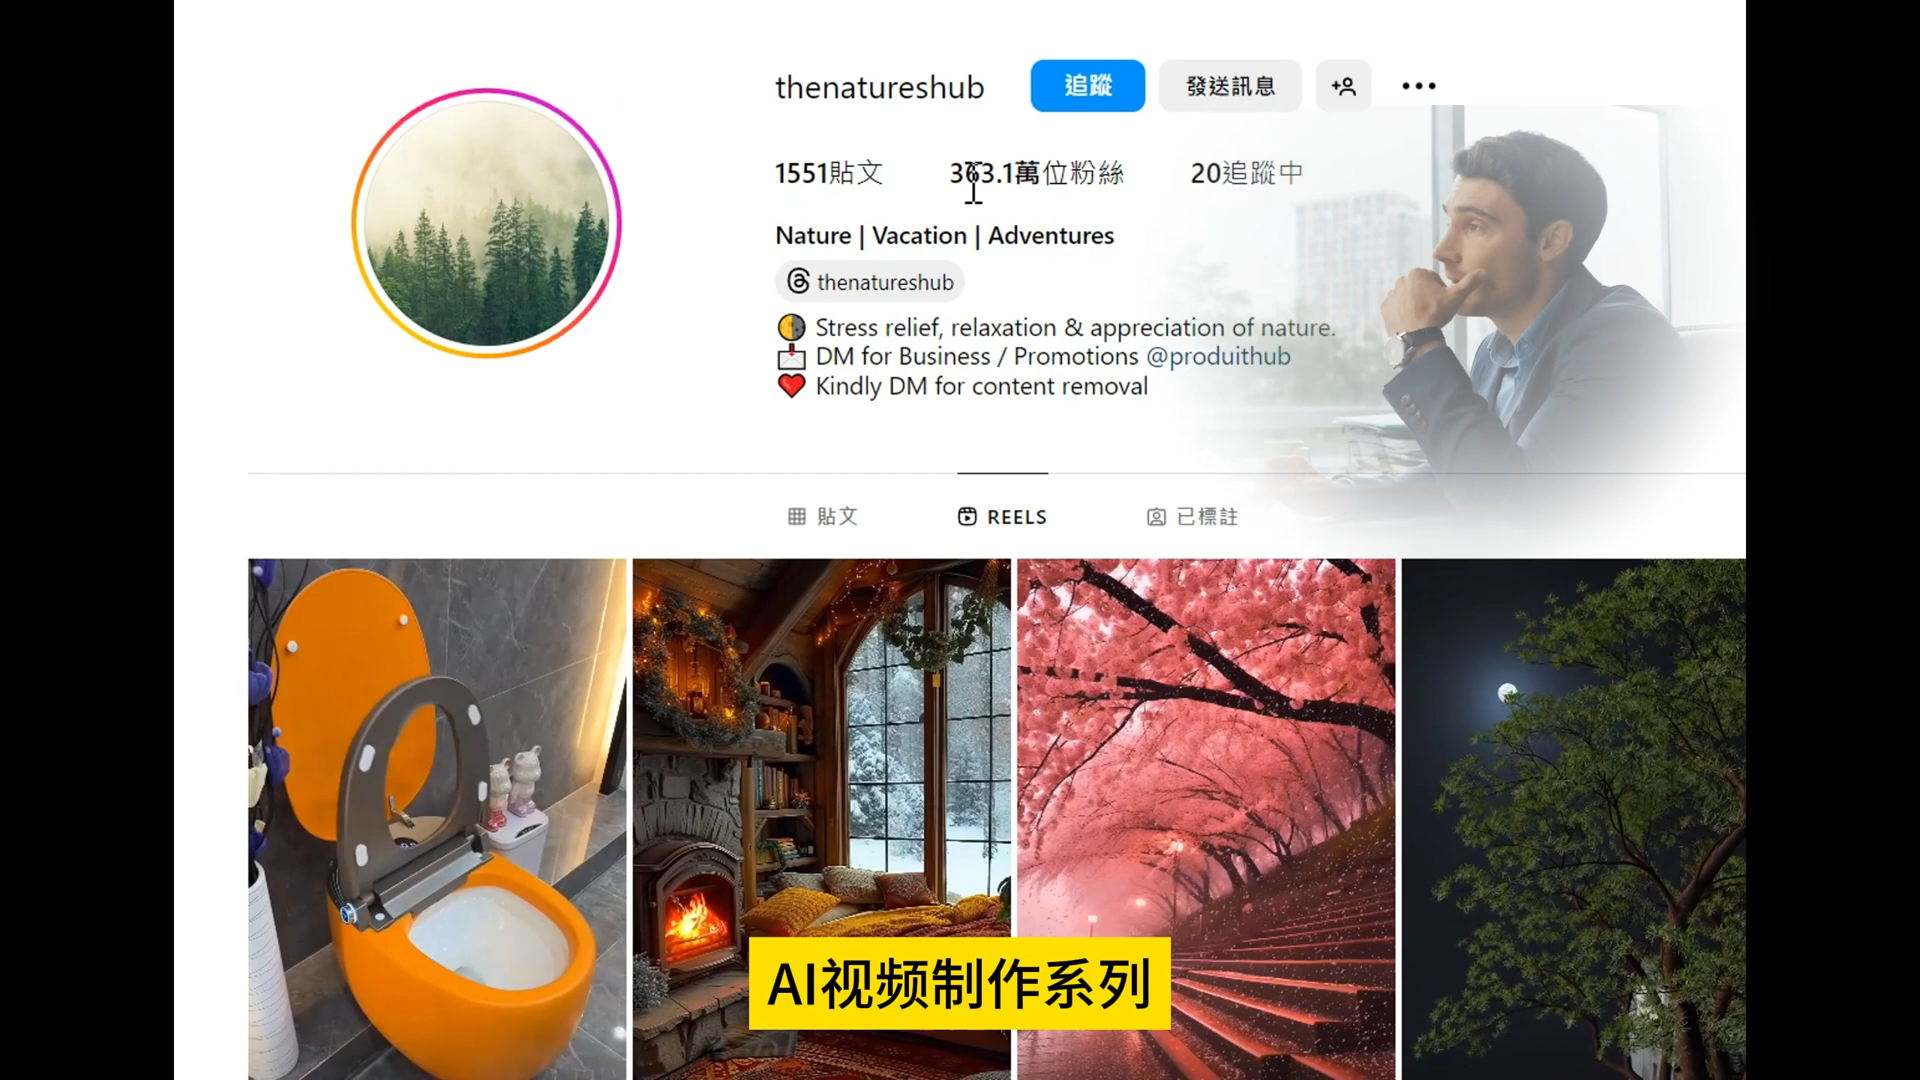 thenatureshub 追蹤 發送訊息
1551貼文 363.1萬位粉絲 20追蹤中
Nature | Vacation | Adventures
thenatureshub
Stress relief, relaxation & appreciation of nature.
DM for Business / Promotions @produithub
Kindly DM for content removal
貼文 REELS 已標註
AI视频制作系列